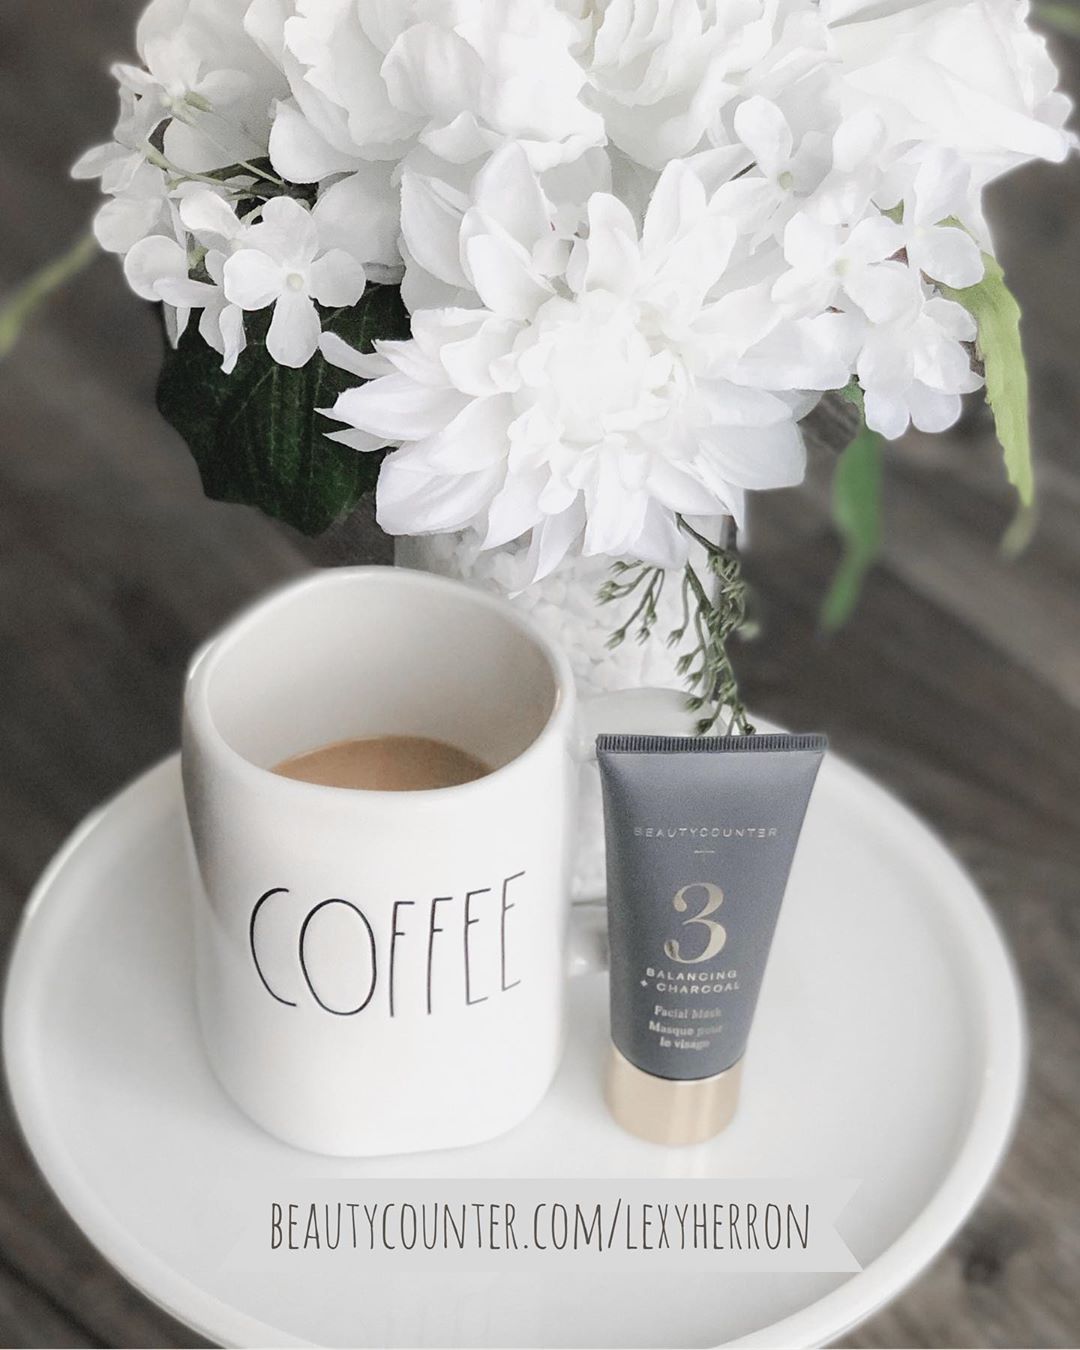 COFFEE
BEAUTYCOUNTER
3
BALANCING
+ CHARCOAL
Facial Mask
Masque pour
le visage
BEAUTYCOUNTER.COM/LEXYHERRON